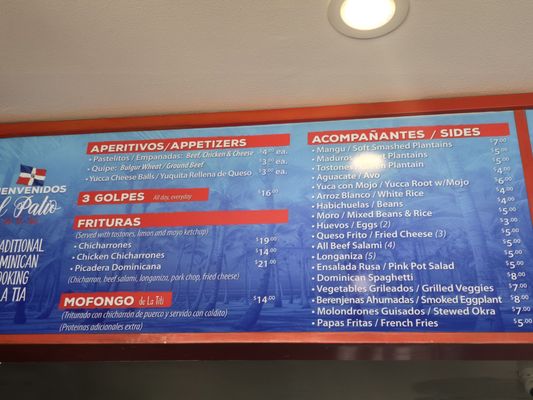 BIENVENIDOS
El Patio
TRADITIONAL
DOMINICAN
COOKING
LA TIA
APERITIVOS/APPETIZERS
• Pastelitos / Empanadas: Beef, Chicken & Cheese $4.00 ea.
• Quipe: Bulgur Wheat / Ground Beef $3.00 ea.
• Yucca Cheese Balls / Yuquita Rellena de Queso $3.00 ea.
3 GOLPES All day, everyday $16.00
FRITURAS
(Served with tostones, limon and mayo ketchup)
• Chicharrones $19.00
• Chicken Chicharrones $14.00
• Picadera Dominicana $21.00
(Chicharron, beef salami, longaniza, pork chop, fried cheese)
MOFONGO de La Titi $14.00
(Triturado con chicharrón de puerco y servido con caldito)
(Proteinas adicionales extra)
ACOMPAÑANTES / SIDES
• Mangu / Soft Smashed Plantains $7.00
• Maduros Plantains $5.00
• Tostones Plantain $5.00
• Aguacate / Avo $4.00
• Yuca con Mojo / Yucca Root w/Mojo $6.00
• Arroz Blanco / White Rice $4.00
• Habichuelas / Beans $4.00
• Moro / Mixed Beans & Rice $5.00
• Huevos / Eggs (2) $3.00
• Queso Frito / Fried Cheese (3) $5.00
• All Beef Salami (4) $5.00
• Longaniza (5) $5.00
• Ensalada Rusa / Pink Pot Salad $5.00
• Dominican Spaghetti $8.00
• Vegetables Grileados / Grilled Veggies $7.00
• Berenjenas Ahumadas / Smoked Eggplant $8.00
• Molondrones Guisados / Stewed Okra $7.00
• Papas Fritas / French Fries $5.00